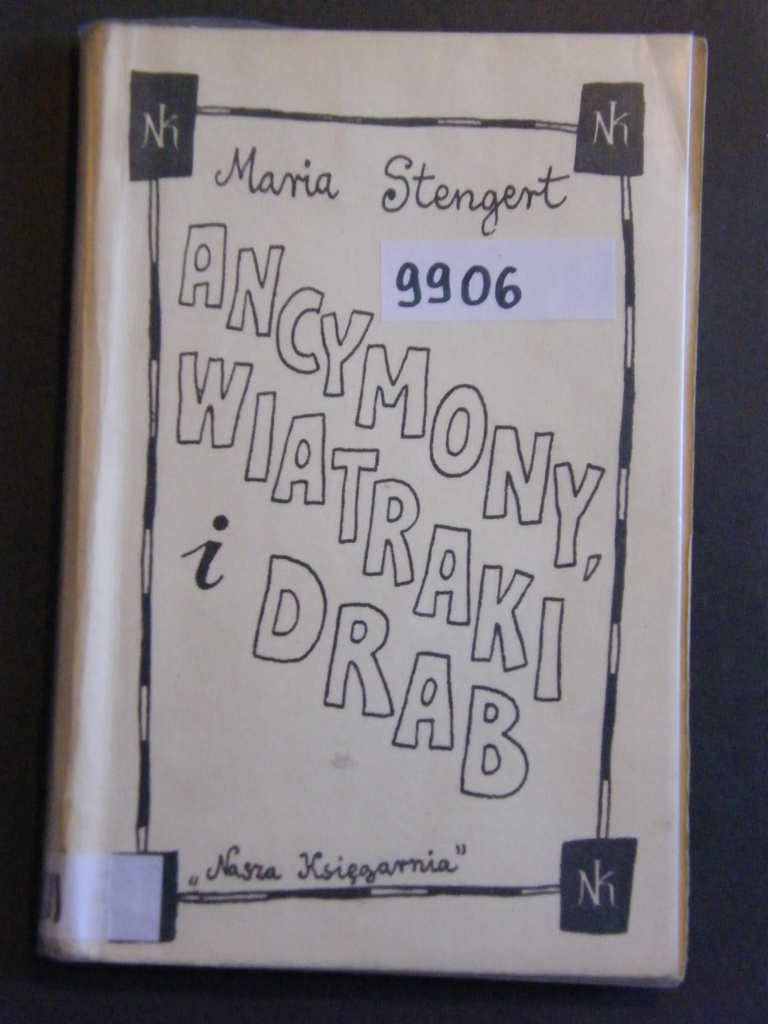 NK NK
Maria Stengert
9906
ANCYMONY,
WIATRAKI
i DRAB
„Nasza Księgarnia”
NK